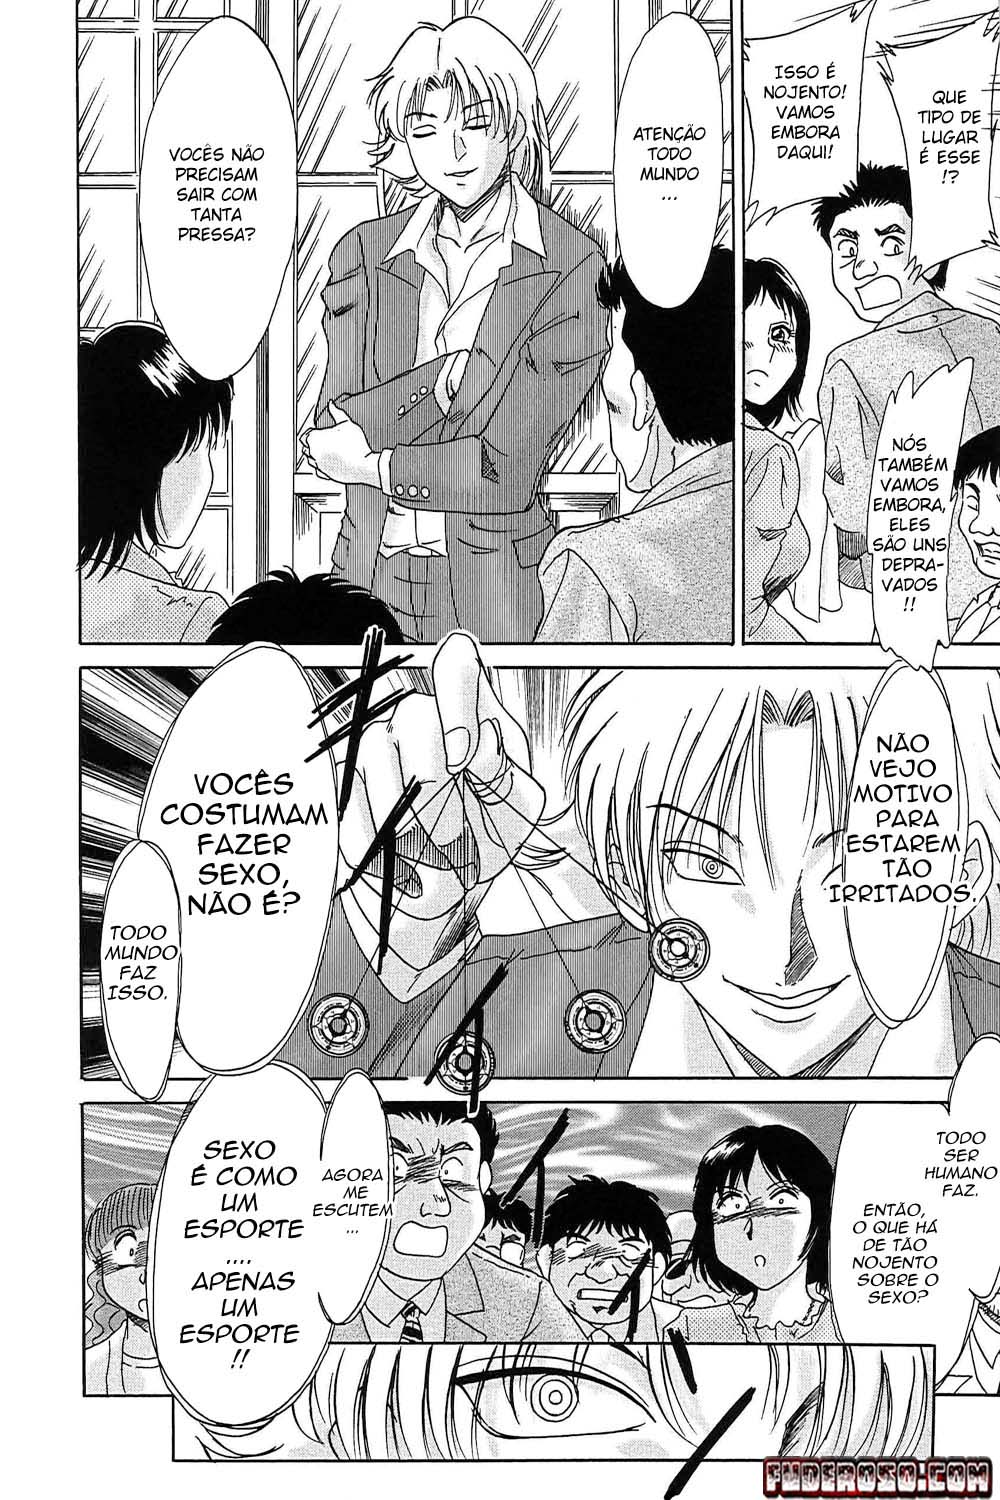 QUE
TIPO DE
LUGAR
É ESSE
!?
ISSO É
NOJENTO!
VAMOS
EMBORA
DAQUI!
NÓS
TAMBÉM
VAMOS
EMBORA,
ELES
SÃO UNS
DEPRA-
VADOS
!!
ATENÇÃO
TODO
MUNDO
...
VOCÊS NÃO
PRECISAM
SAIR COM
TANTA
PRESSA?
NÃO
VEJO
MOTIVO
PARA
ESTAREM
TÃO
IRRITADOS.
VOCÊS
COSTUMAM
FAZER
SEXO,
NÃO É?
TODO
MUNDO
FAZ
ISSO.
TODO
SER
HUMANO
FAZ.
ENTÃO,
O QUE HÁ
DE TÃO
NOJENTO
SOBRE O
SEXO?
AGORA
ME
ESCUTEM
...
SEXO
É COMO
UM
ESPORTE
....
APENAS
UM
ESPORTE
!!
FUDEROSO.COM